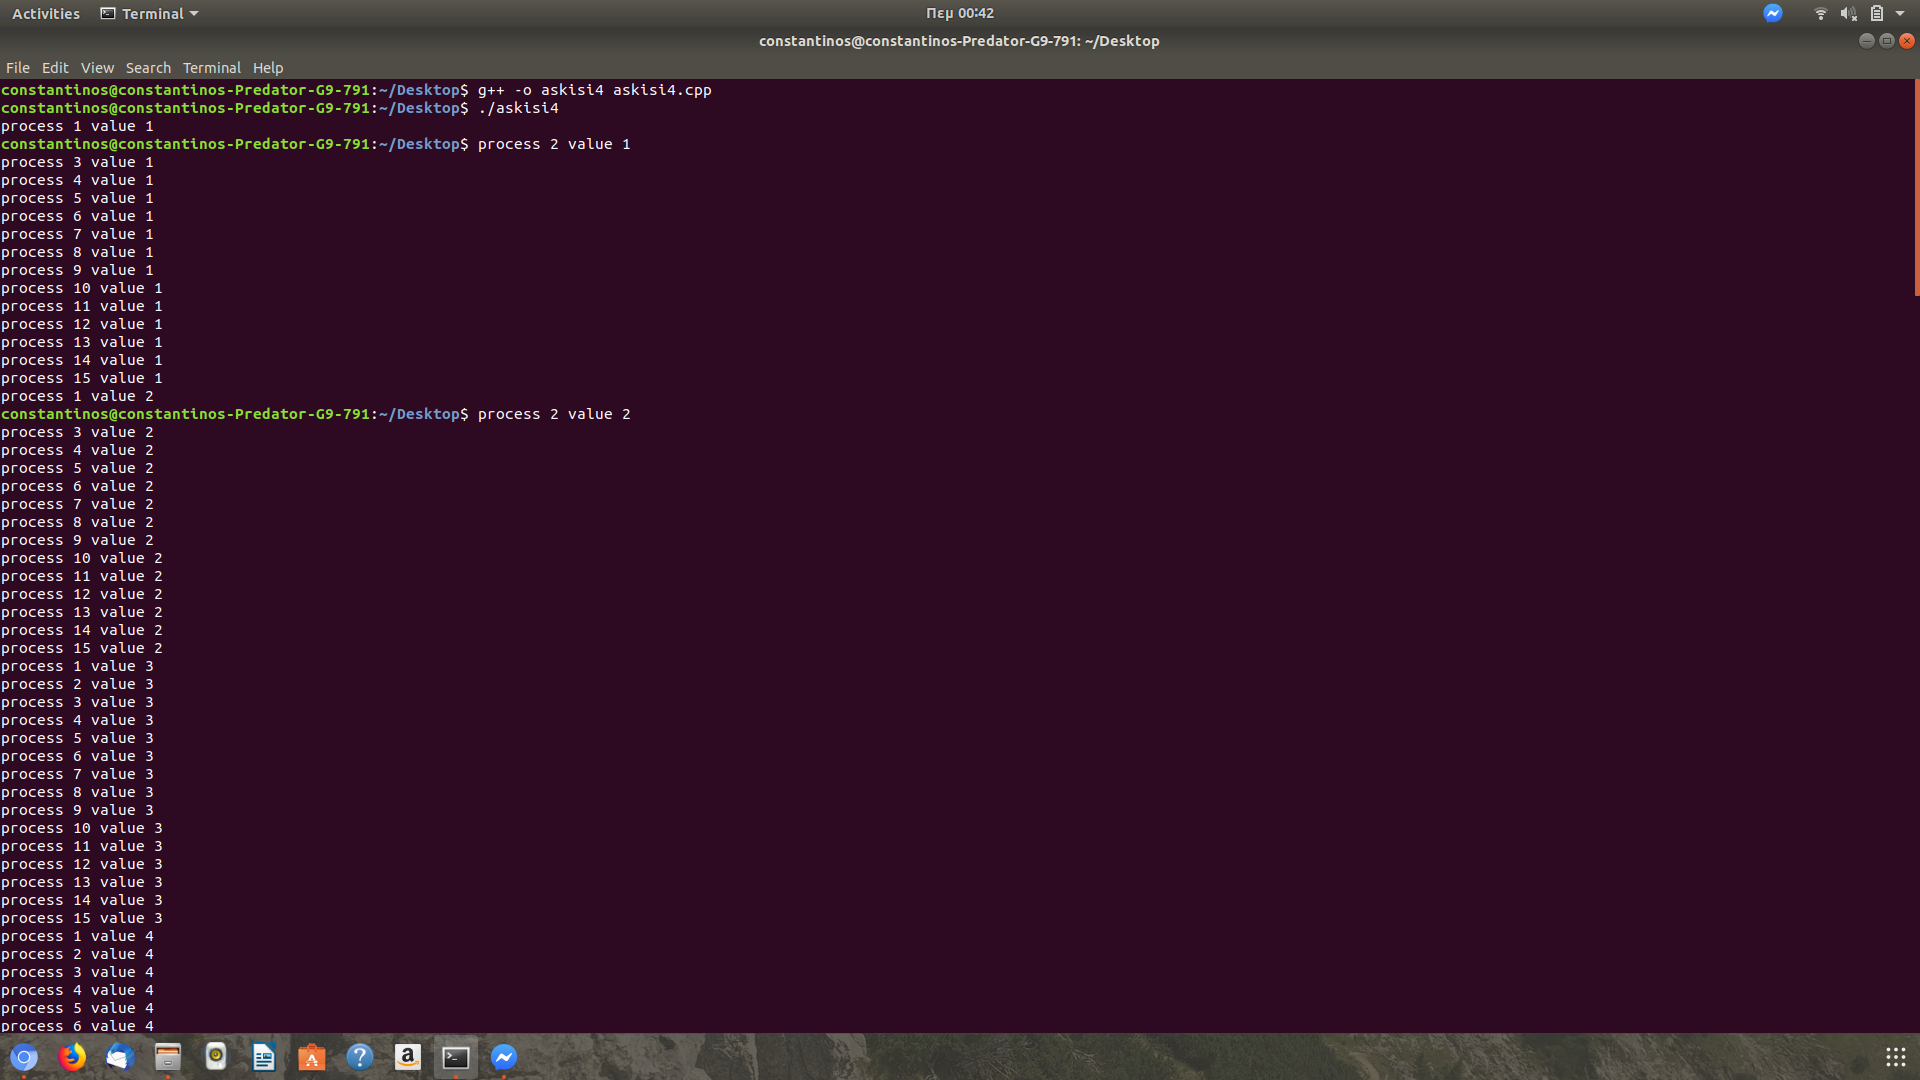 Activities Terminal Πεμ 00:42
constantinos@constantinos-Predator-G9-791: ~/Desktop
File Edit View Search Terminal Help
constantinos@constantinos-Predator-G9-791:~/Desktop$ g++ -o askisi4 askisi4.cpp
constantinos@constantinos-Predator-G9-791:~/Desktop$ ./askisi4
process 1 value 1
constantinos@constantinos-Predator-G9-791:~/Desktop$ process 2 value 1
process 3 value 1
process 4 value 1
process 5 value 1
process 6 value 1
process 7 value 1
process 8 value 1
process 9 value 1
process 10 value 1
process 11 value 1
process 12 value 1
process 13 value 1
process 14 value 1
process 15 value 1
process 1 value 2
constantinos@constantinos-Predator-G9-791:~/Desktop$ process 2 value 2
process 3 value 2
process 4 value 2
process 5 value 2
process 6 value 2
process 7 value 2
process 8 value 2
process 9 value 2
process 10 value 2
process 11 value 2
process 12 value 2
process 13 value 2
process 14 value 2
process 15 value 2
process 1 value 3
process 2 value 3
process 3 value 3
process 4 value 3
process 5 value 3
process 6 value 3
process 7 value 3
process 8 value 3
process 9 value 3
process 10 value 3
process 11 value 3
process 12 value 3
process 13 value 3
process 14 value 3
process 15 value 3
process 1 value 4
process 2 value 4
process 3 value 4
process 4 value 4
process 5 value 4
process 6 value 4